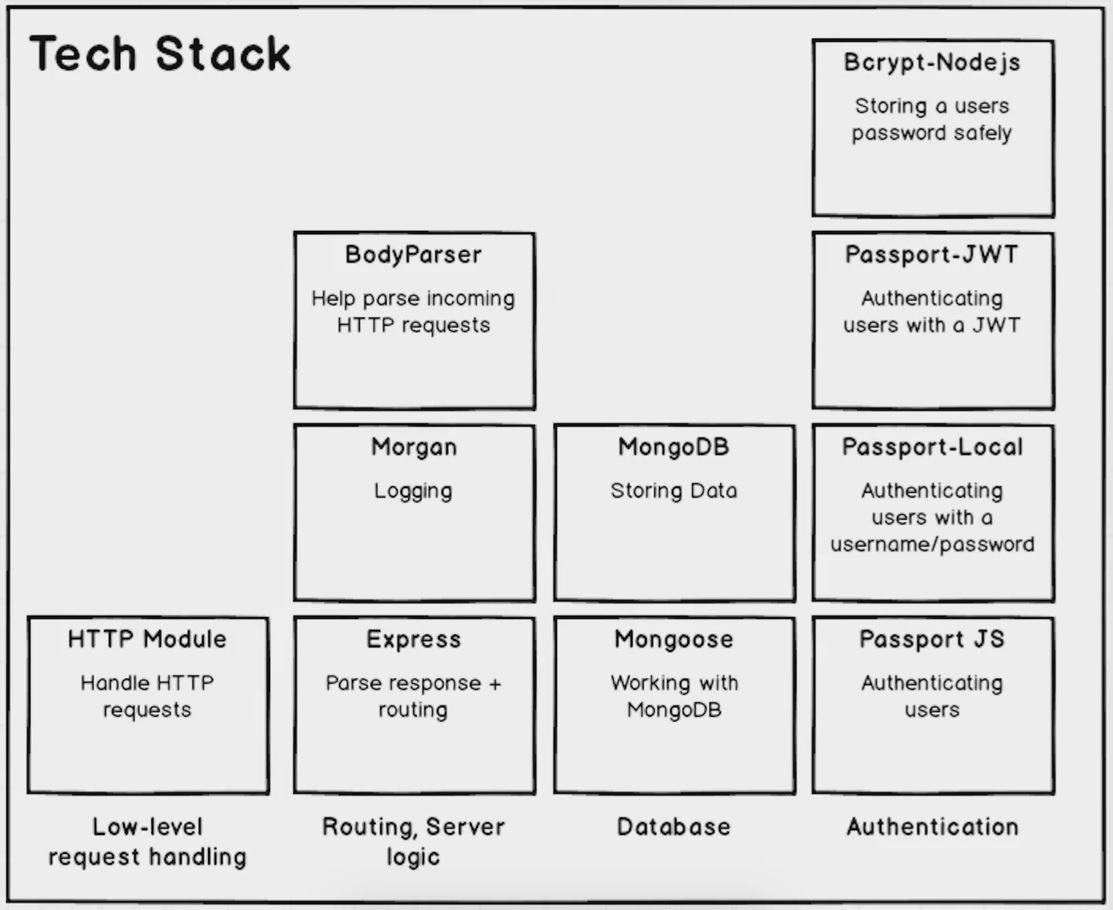 Tech Stack
Bcrypt-Nodejs
Storing a users
password safely
BodyParser
Help parse incoming
HTTP requests
Passport-JWT
Authenticating
users with a JWT
Morgan
Logging
MongoDB
Storing Data
Passport-Local
Authenticating
users with a
username/password
HTTP Module
Handle HTTP
requests
Express
Parse response +
routing
Mongoose
Working with
MongoDB
Passport JS
Authenticating
users
Low-level
request handling
Routing, Server
logic
Database
Authentication